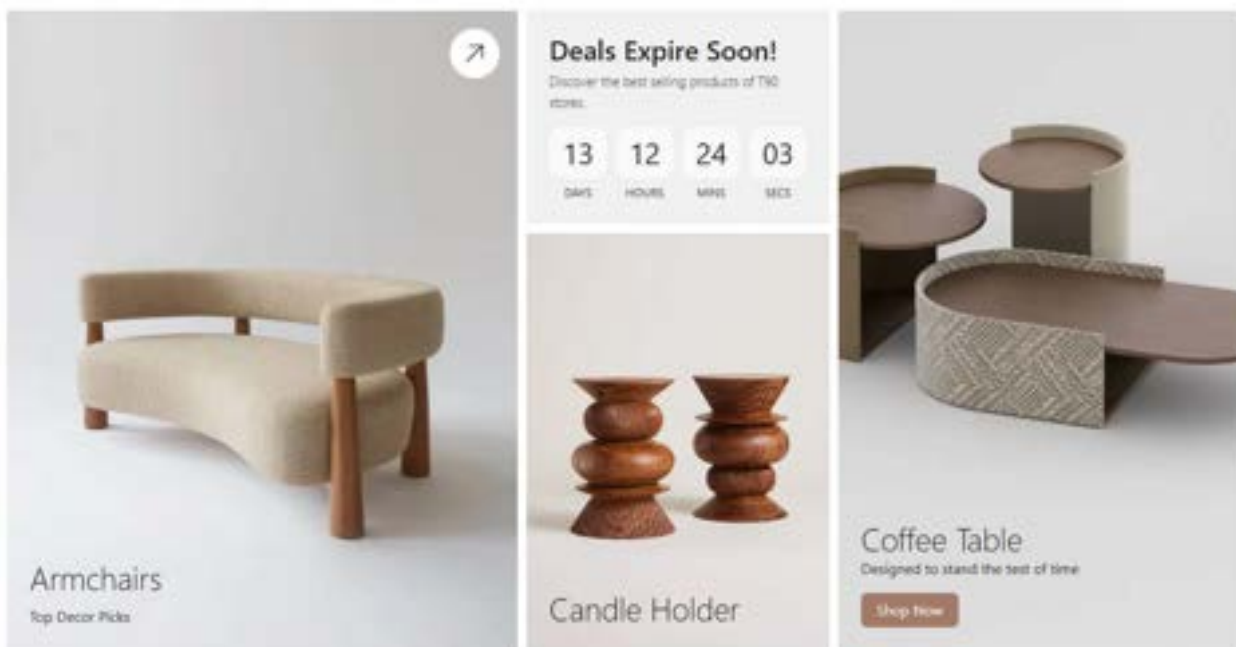 Armchairs
Top Decor Picks
Deals Expire Soon!
Discover the best selling products of T90
stores.
13 12 24 03
DAYS HOURS MINS SECS
Candle Holder
Coffee Table
Designed to stand the test of time
Shop Now